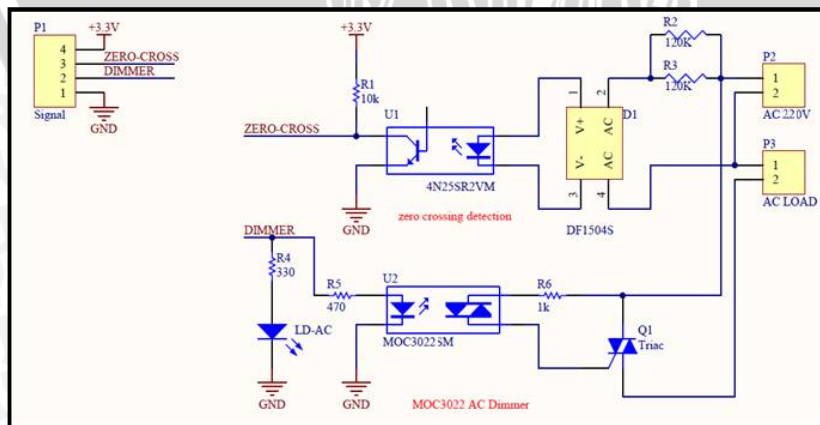 P1
+3.3V
4
3
2
1
ZERO-CROSS
DIMMER
Signal
GND
+3.3V
R1
10k
ZERO-CROSS
U1
4N25SR2VM
GND
zero crossing detection
1
2
V+
AC
V-
AC
3
4
D1
DF1504S
R2
120K
R3
120K
P2
1
2
AC 220V
P3
1
2
AC LOAD
DIMMER
R4
330
LD-AC
GND
R5
470
U2
MOC3022SM
GND
MOC3022 AC Dimmer
R6
1k
Q1
Triac